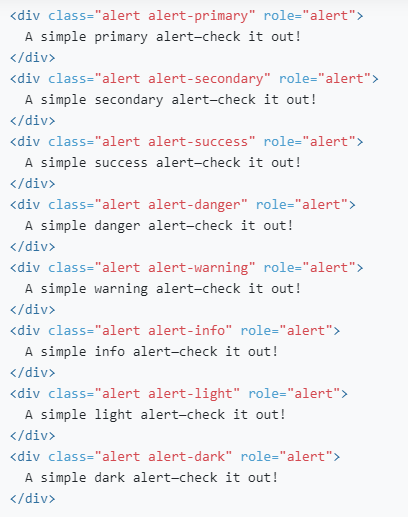 <div class="alert alert-primary" role="alert">
  A simple primary alert—check it out!
</div>
<div class="alert alert-secondary" role="alert">
  A simple secondary alert—check it out!
</div>
<div class="alert alert-success" role="alert">
  A simple success alert—check it out!
</div>
<div class="alert alert-danger" role="alert">
  A simple danger alert—check it out!
</div>
<div class="alert alert-warning" role="alert">
  A simple warning alert—check it out!
</div>
<div class="alert alert-info" role="alert">
  A simple info alert—check it out!
</div>
<div class="alert alert-light" role="alert">
  A simple light alert—check it out!
</div>
<div class="alert alert-dark" role="alert">
  A simple dark alert—check it out!
</div>